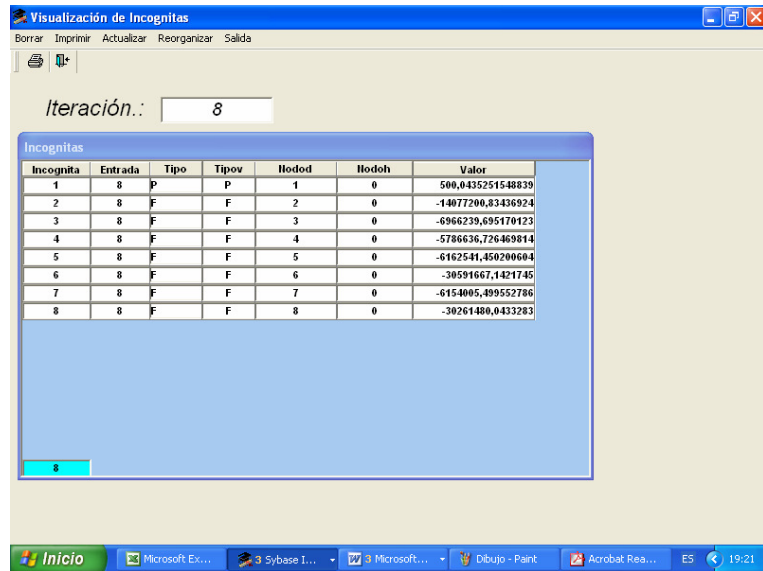 Visualización de Incognitas
Borrar Imprimir Actualizar Reorganizar Salida
Iteración.: 8
Incognitas
Incognita Entrada Tipo Tipov Nodod Nodoh Valor
1 8 P P 1 0 500,0435251548839
2 8 F F 2 0 -14077200,83436924
3 8 F F 3 0 -6966239,695170123
4 8 F F 4 0 -5786636,726469814
5 8 F F 5 0 -6162541,450200604
6 8 F F 6 0 -30591667,1421745
7 8 F F 7 0 -6154005,499552786
8 8 F F 8 0 -30261480,0433283
8
Inicio Microsoft Ex... 3 Sybase I... 3 Microsoft... Dibujo - Paint Acrobat Rea... ES 19:21